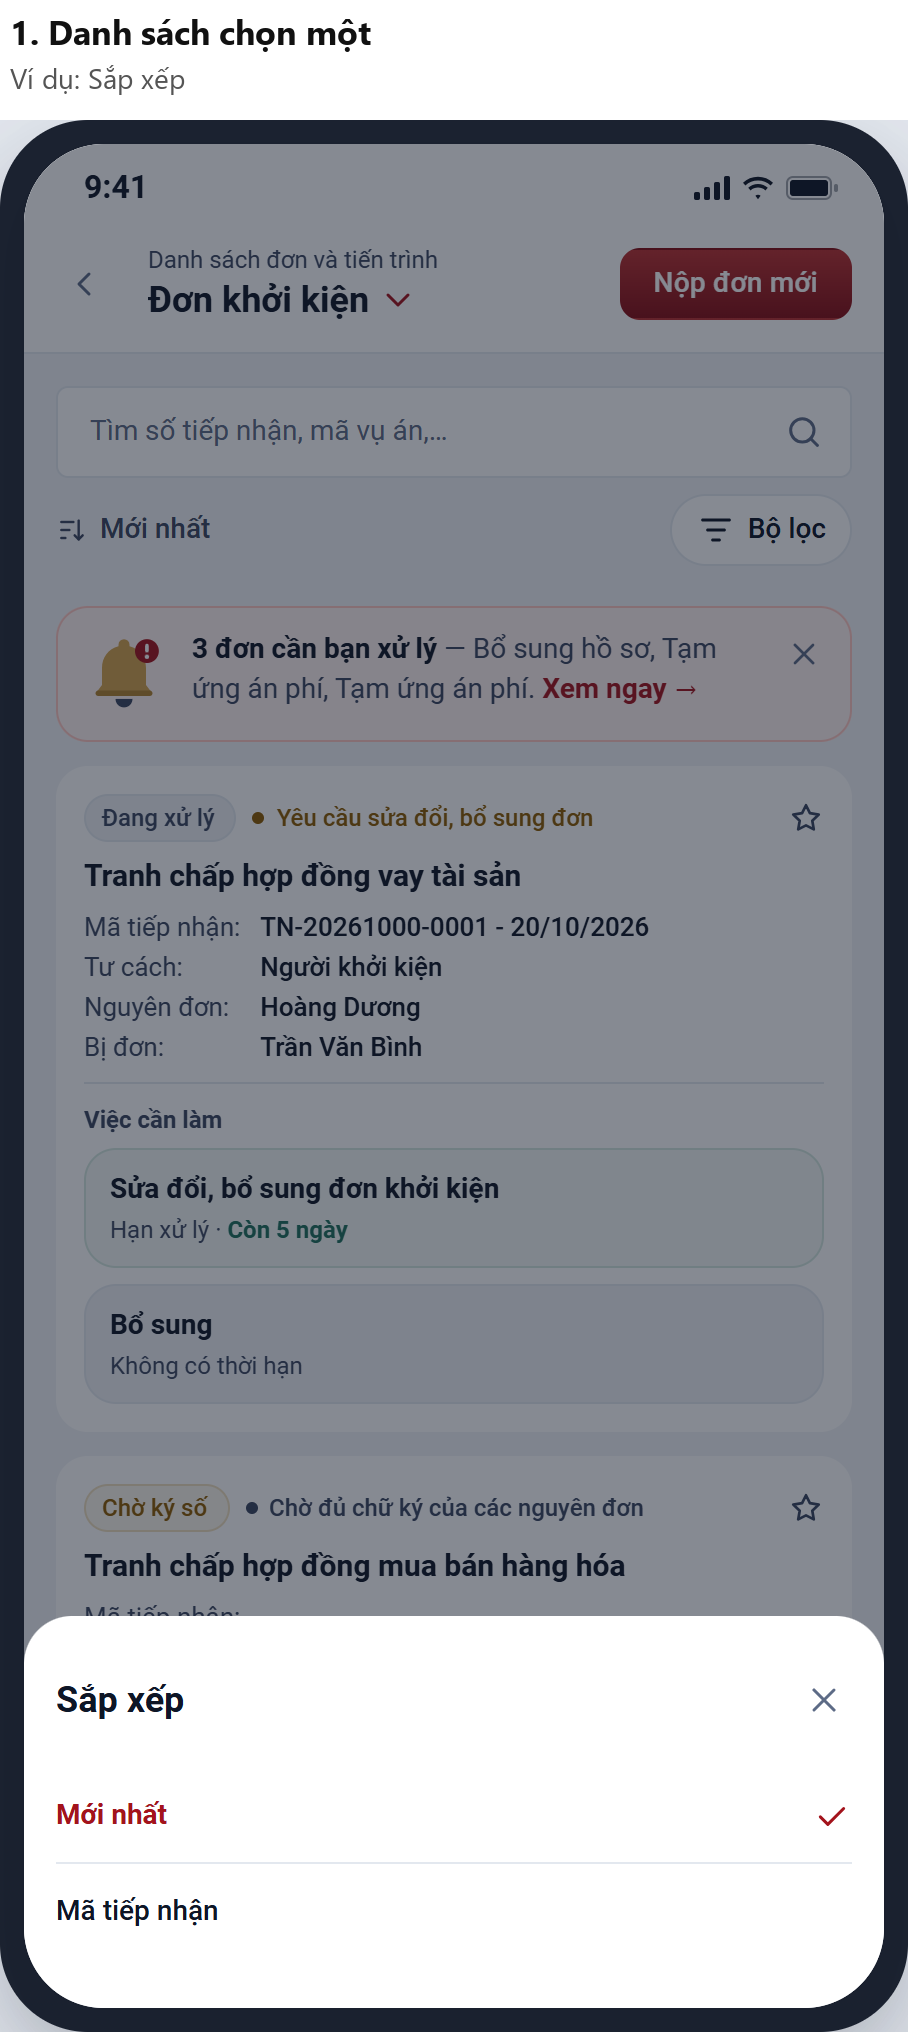 1. Danh sách chọn một
Ví dụ: Sắp xếp
9:41
Danh sách đơn và tiến trình
Đơn khởi kiện
Nộp đơn mới
Tìm số tiếp nhận, mã vụ án,...
Mới nhất
Bộ lọc
3 đơn cần bạn xử lý — Bổ sung hồ sơ, Tạm
ứng án phí, Tạm ứng án phí. Xem ngay →
Đang xử lý
Yêu cầu sửa đổi, bổ sung đơn
Tranh chấp hợp đồng vay tài sản
Mã tiếp nhận: TN-20261000-0001 - 20/10/2026
Tư cách: Người khởi kiện
Nguyên đơn: Hoàng Dương
Bị đơn: Trần Văn Bình
Việc cần làm
Sửa đổi, bổ sung đơn khởi kiện
Hạn xử lý · Còn 5 ngày
Bổ sung
Không có thời hạn
Chờ ký số
Chờ đủ chữ ký của các nguyên đơn
Tranh chấp hợp đồng mua bán hàng hóa
Mã tiếp nhận:
Sắp xếp
Mới nhất
Mã tiếp nhận